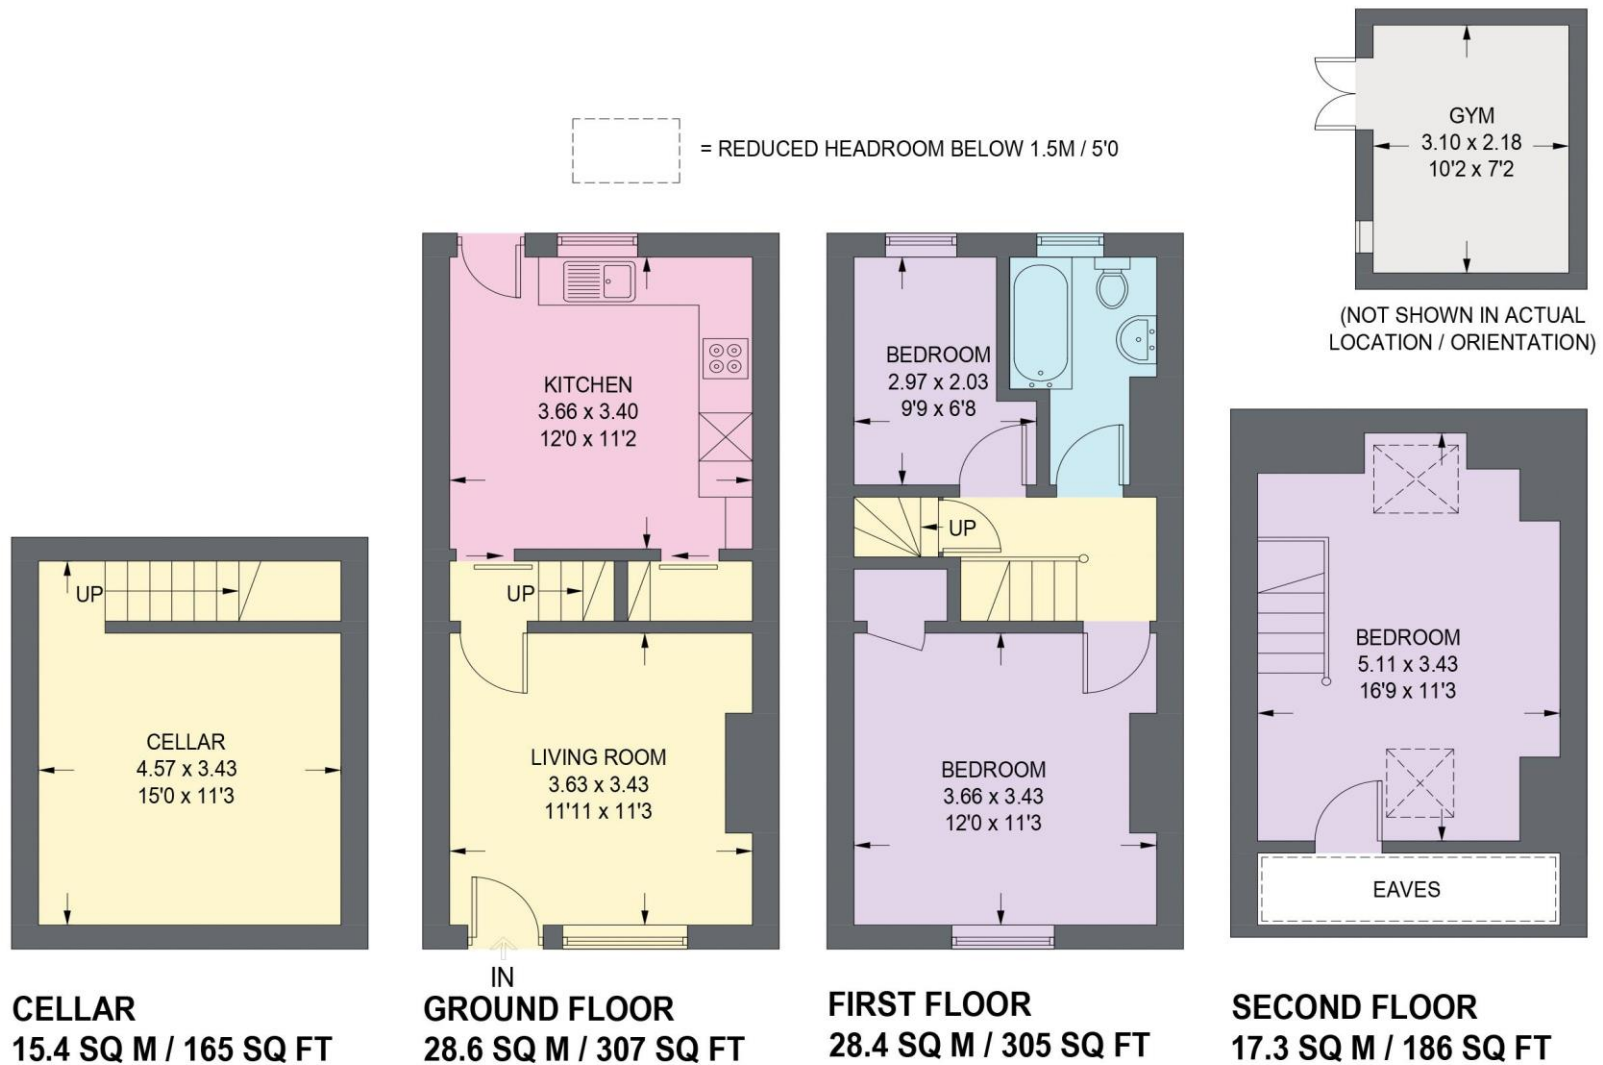 = REDUCED HEADROOM BELOW 1.5M / 5'0
GYM
3.10 x 2.18
10'2 x 7'2
(NOT SHOWN IN ACTUAL
LOCATION / ORIENTATION)
UP
CELLAR
4.57 x 3.43
15'0 x 11'3
CELLAR
15.4 SQ M / 165 SQ FT
KITCHEN
3.66 x 3.40
12'0 x 11'2
UP
LIVING ROOM
3.63 x 3.43
11'11 x 11'3
IN
GROUND FLOOR
28.6 SQ M / 307 SQ FT
BEDROOM
2.97 x 2.03
9'9 x 6'8
UP
BEDROOM
3.66 x 3.43
12'0 x 11'3
FIRST FLOOR
28.4 SQ M / 305 SQ FT
BEDROOM
5.11 x 3.43
16'9 x 11'3
EAVES
SECOND FLOOR
17.3 SQ M / 186 SQ FT